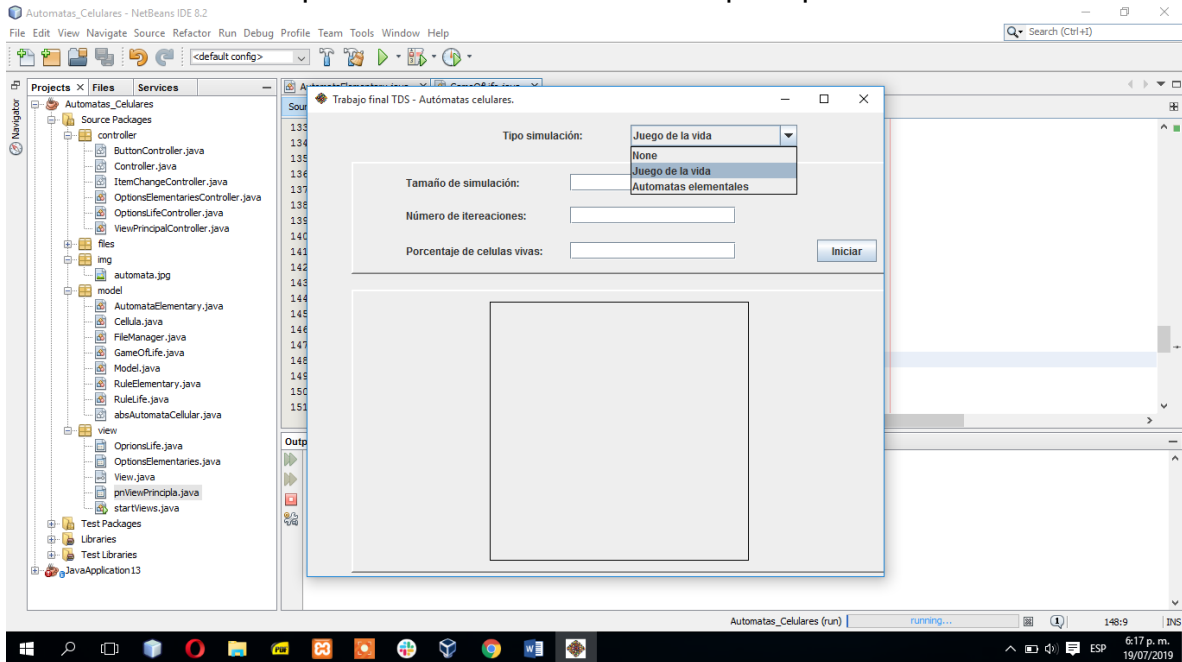 Automatas_Celulares - NetBeans IDE 8.2
File Edit View Navigate Source Refactor Run Debug Profile Team Tools Window Help
Search (Ctrl+I)
<default config>
Projects Files Services
Navigator
Automatas_Celulares
Source Packages
controller
ButtonController.java
Controller.java
ItemChangeController.java
OptionsElementariesController.java
OptionsLifeController.java
ViewPrincipalController.java
files
img
automata.jpg
model
AutomataElementary.java
Cellula.java
FileManager.java
GameOfLife.java
Model.java
RuleElementary.java
RuleLife.java
absAutomataCellular.java
view
OprionsLife.java
OptionsElementaries.java
View.java
pnViewPrincipla.java
startViews.java
Test Packages
Libraries
Test Libraries
JavaApplication13
Sour
133
134
135
136
137
138
139
140
141
142
143
144
145
146
147
148
149
150
151
Outp
Trabajo final TDS - Autómatas celulares.
Tipo simulación: Juego de la vida
None
Juego de la vida
Automatas elementales
Tamaño de simulación:
Número de itereaciones:
Porcentaje de celulas vivas:
Iniciar
Automatas_Celulares (run) running... 148:9 INS
ESP 6:17 p. m.
19/07/2019